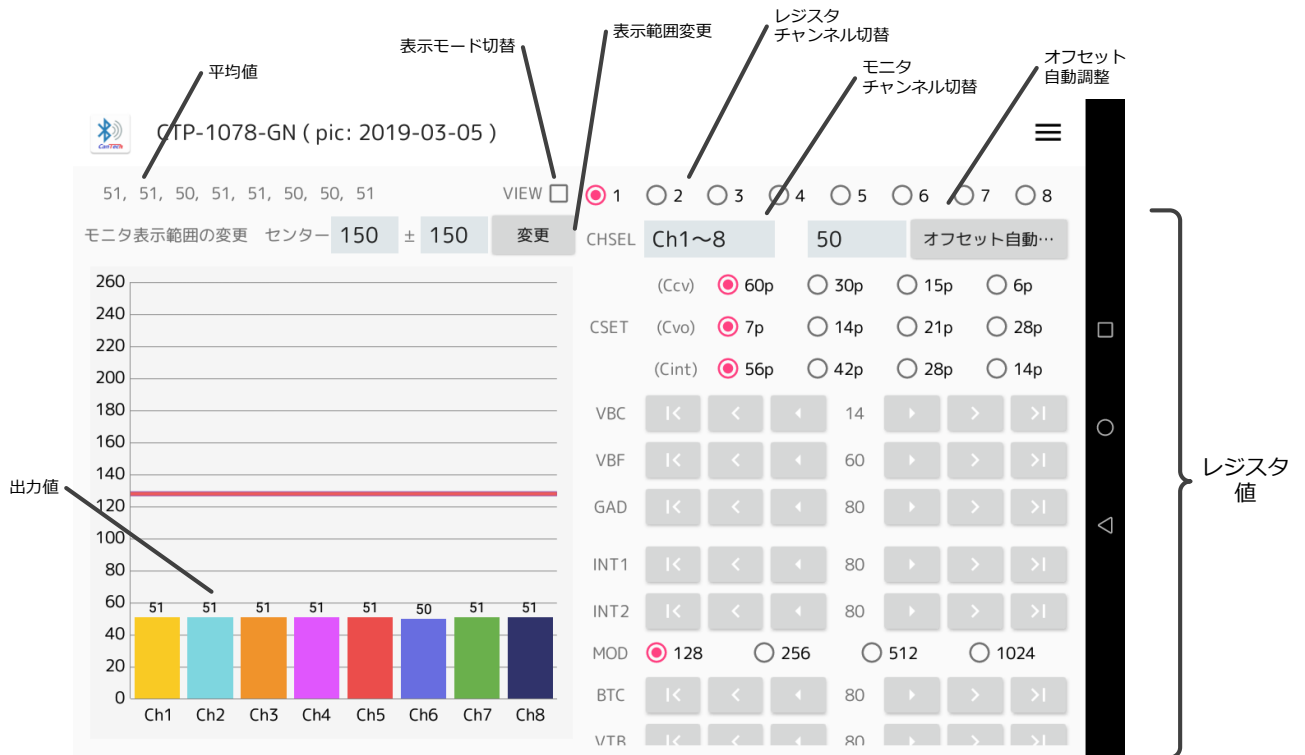 レジスタ
チャンネル切替
表示範囲変更
表示モード切替
オフセット
自動調整
モニタ
チャンネル切替
平均値
CanTech
CTP-1078-GN ( pic: 2019-03-05 )
51, 51, 50, 51, 51, 50, 50, 51
VIEW
1 2 3 4 5 6 7 8
モニタ表示範囲の変更 センター 150 ± 150 変更
CHSEL Ch1～8 50 オフセット自動…
(Ccv) 60p 30p 15p 6p
CSET (Cvo) 7p 14p 21p 28p
(Cint) 56p 42p 28p 14p
VBC 14
VBF 60
GAD 80
INT1 80
INT2 80
MOD 128 256 512 1024
BTC 80
VTB 80
260
240
220
200
180
160
140
120
100
80
60
40
20
0
51 51 51 51 51 50 51 51
Ch1 Ch2 Ch3 Ch4 Ch5 Ch6 Ch7 Ch8
出力値
レジスタ
値